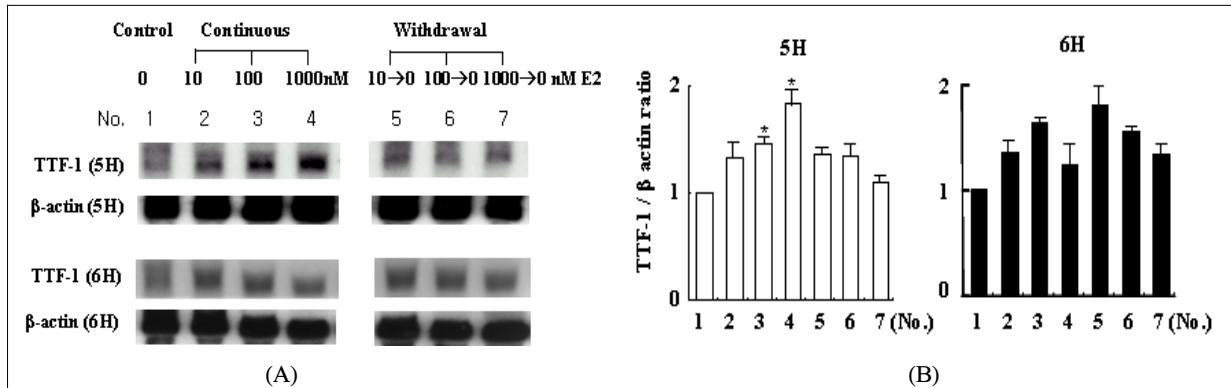 Control Continuous Withdrawal
0 10 100 1000nM 10→0 100→0 1000→0 nM E2
No. 1 2 3 4 5 6 7
TTF-1 (5H)
β-actin (5H)
TTF-1 (6H)
β-actin (6H)
(A)
5H
TTF-1 / β actin ratio
2
1
0
* *
1 2 3 4 5 6 7 (No.)
6H
2
1
0
1 2 3 4 5 6 7 (No.)
(B)